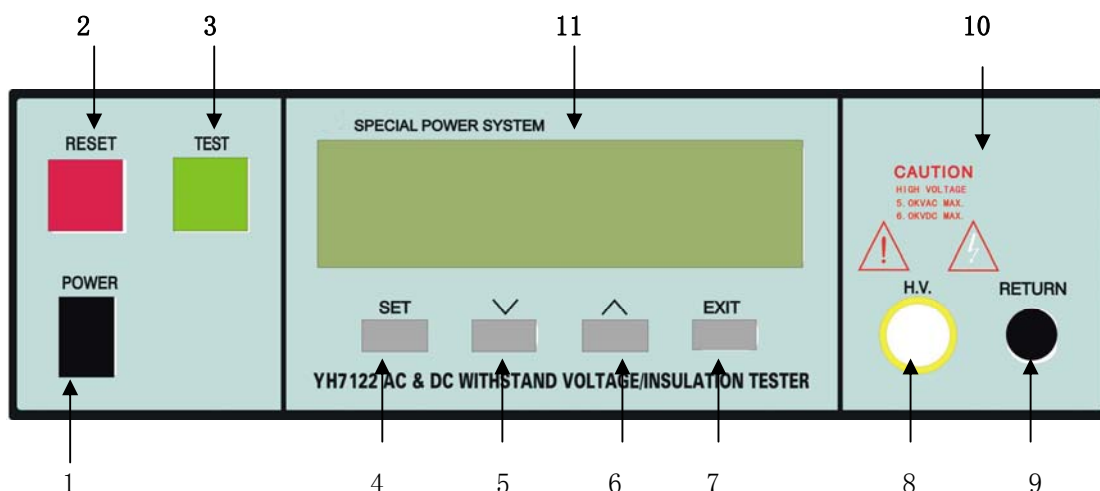 2 3 11 10
SPECIAL POWER SYSTEM
RESET TEST
CAUTION
HIGH VOLTAGE
5.0KVAC MAX.
6.0KVDC MAX.
POWER
SET EXIT
H.V. RETURN
YH7122 AC & DC WITHSTAND VOLTAGE/INSULATION TESTER
1 4 5 6 7 8 9